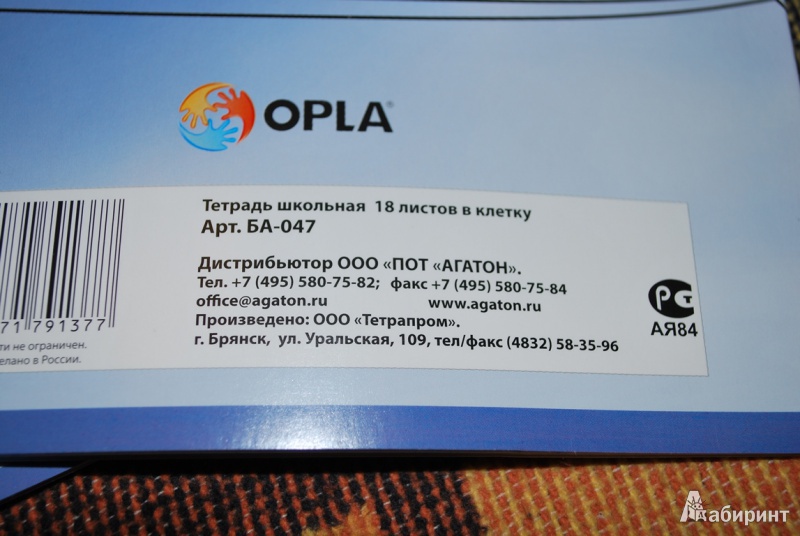 OPLA®
Тетрадь школьная 18 листов в клетку
Арт. БА-047
Дистрибьютор ООО «ПОТ «АГАТОН».
Тел. +7 (495) 580-75-82; факс +7 (495) 580-75-84
office@agaton.ru www.agaton.ru
Произведено: ООО «Тетрапром».
г. Брянск, ул. Уральская, 109, тел/факс (4832) 58-35-96
РСТ
АЯ84
71 791377
ти не ограничен.
елано в России.
Лабиринт